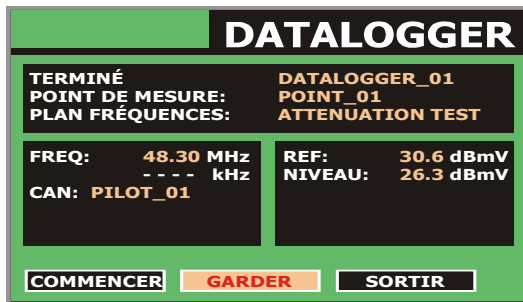 DATALOGGER
TERMINÉ DATALOGGER_01
POINT DE MESURE: POINT_01
PLAN FRÉQUENCES: ATTENUATION TEST
FREQ: 48.30 MHz
---- kHz
CAN: PILOT_01
REF: 30.6 dBmV
NIVEAU: 26.3 dBmV
COMMENCER GARDER SORTIR